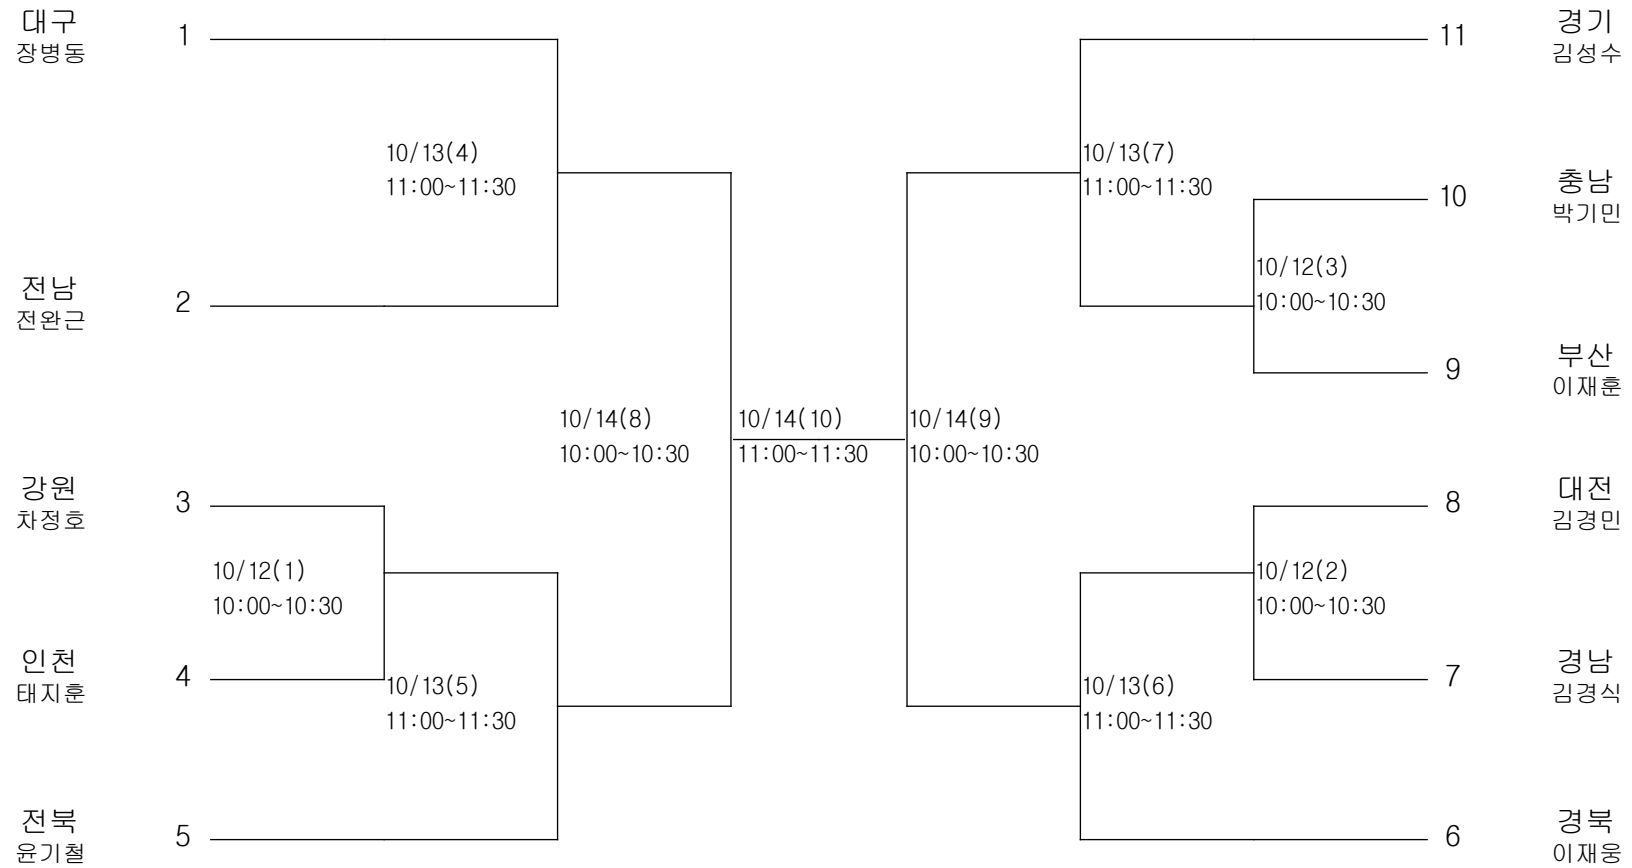 대구
장병동
1
10/13(4)
11:00~11:30
전남
전완근
2
10/14(8)
10:00~10:30
강원
차정호
3
10/12(1)
10:00~10:30
인천
태지훈
4
10/13(5)
11:00~11:30
전북
윤기철
5
10/14(10)
11:00~11:30
11
경기
김성수
10/13(7)
11:00~11:30
10
충남
박기민
10/12(3)
10:00~10:30
9
부산
이재훈
10/14(9)
10:00~10:30
8
대전
김경민
10/12(2)
10:00~10:30
7
경남
김경식
10/13(6)
11:00~11:30
6
경북
이재웅